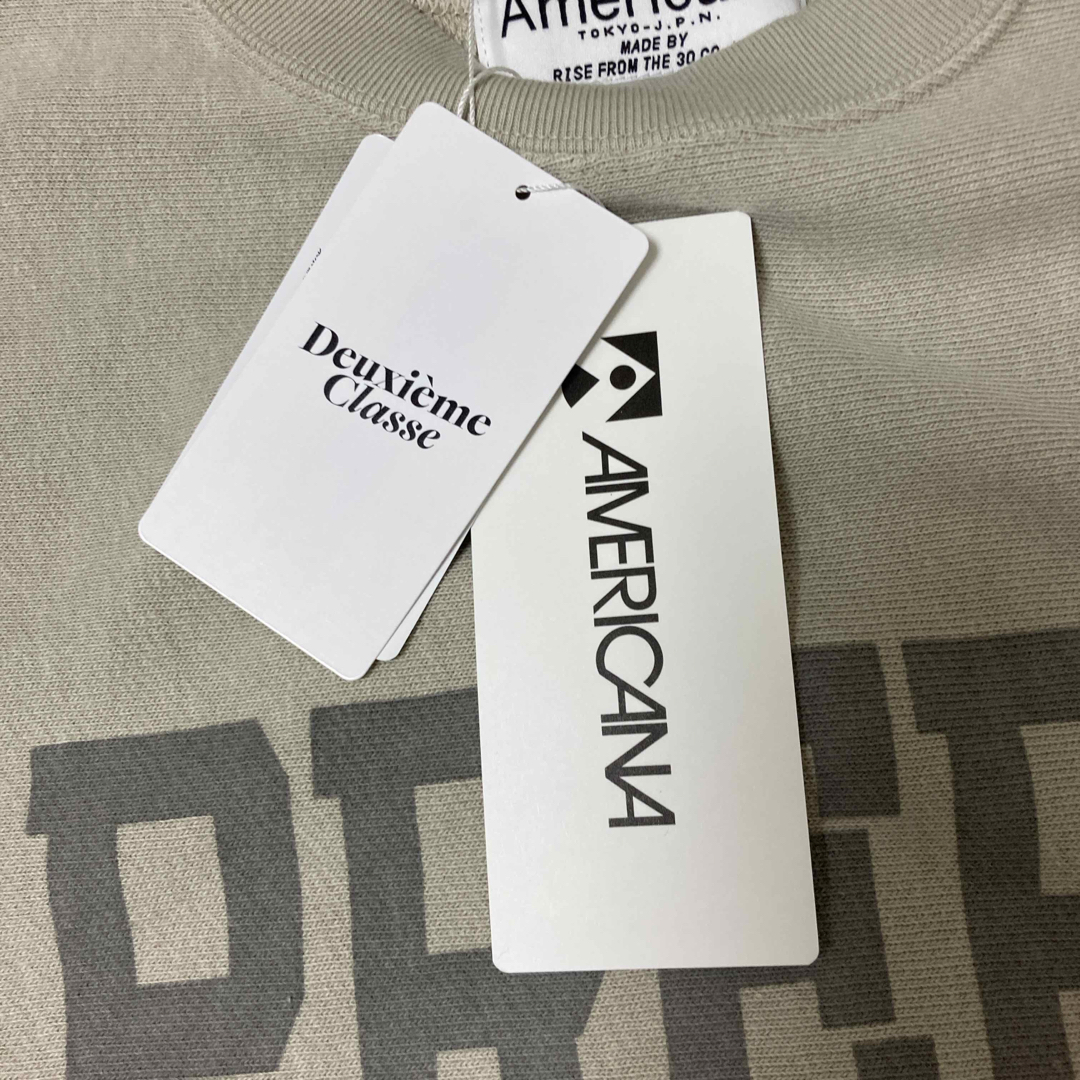 TOKYO-J.P.N.
MADE BY
RISE FROM THE 30
Deuxième
Classe
AMERICANA